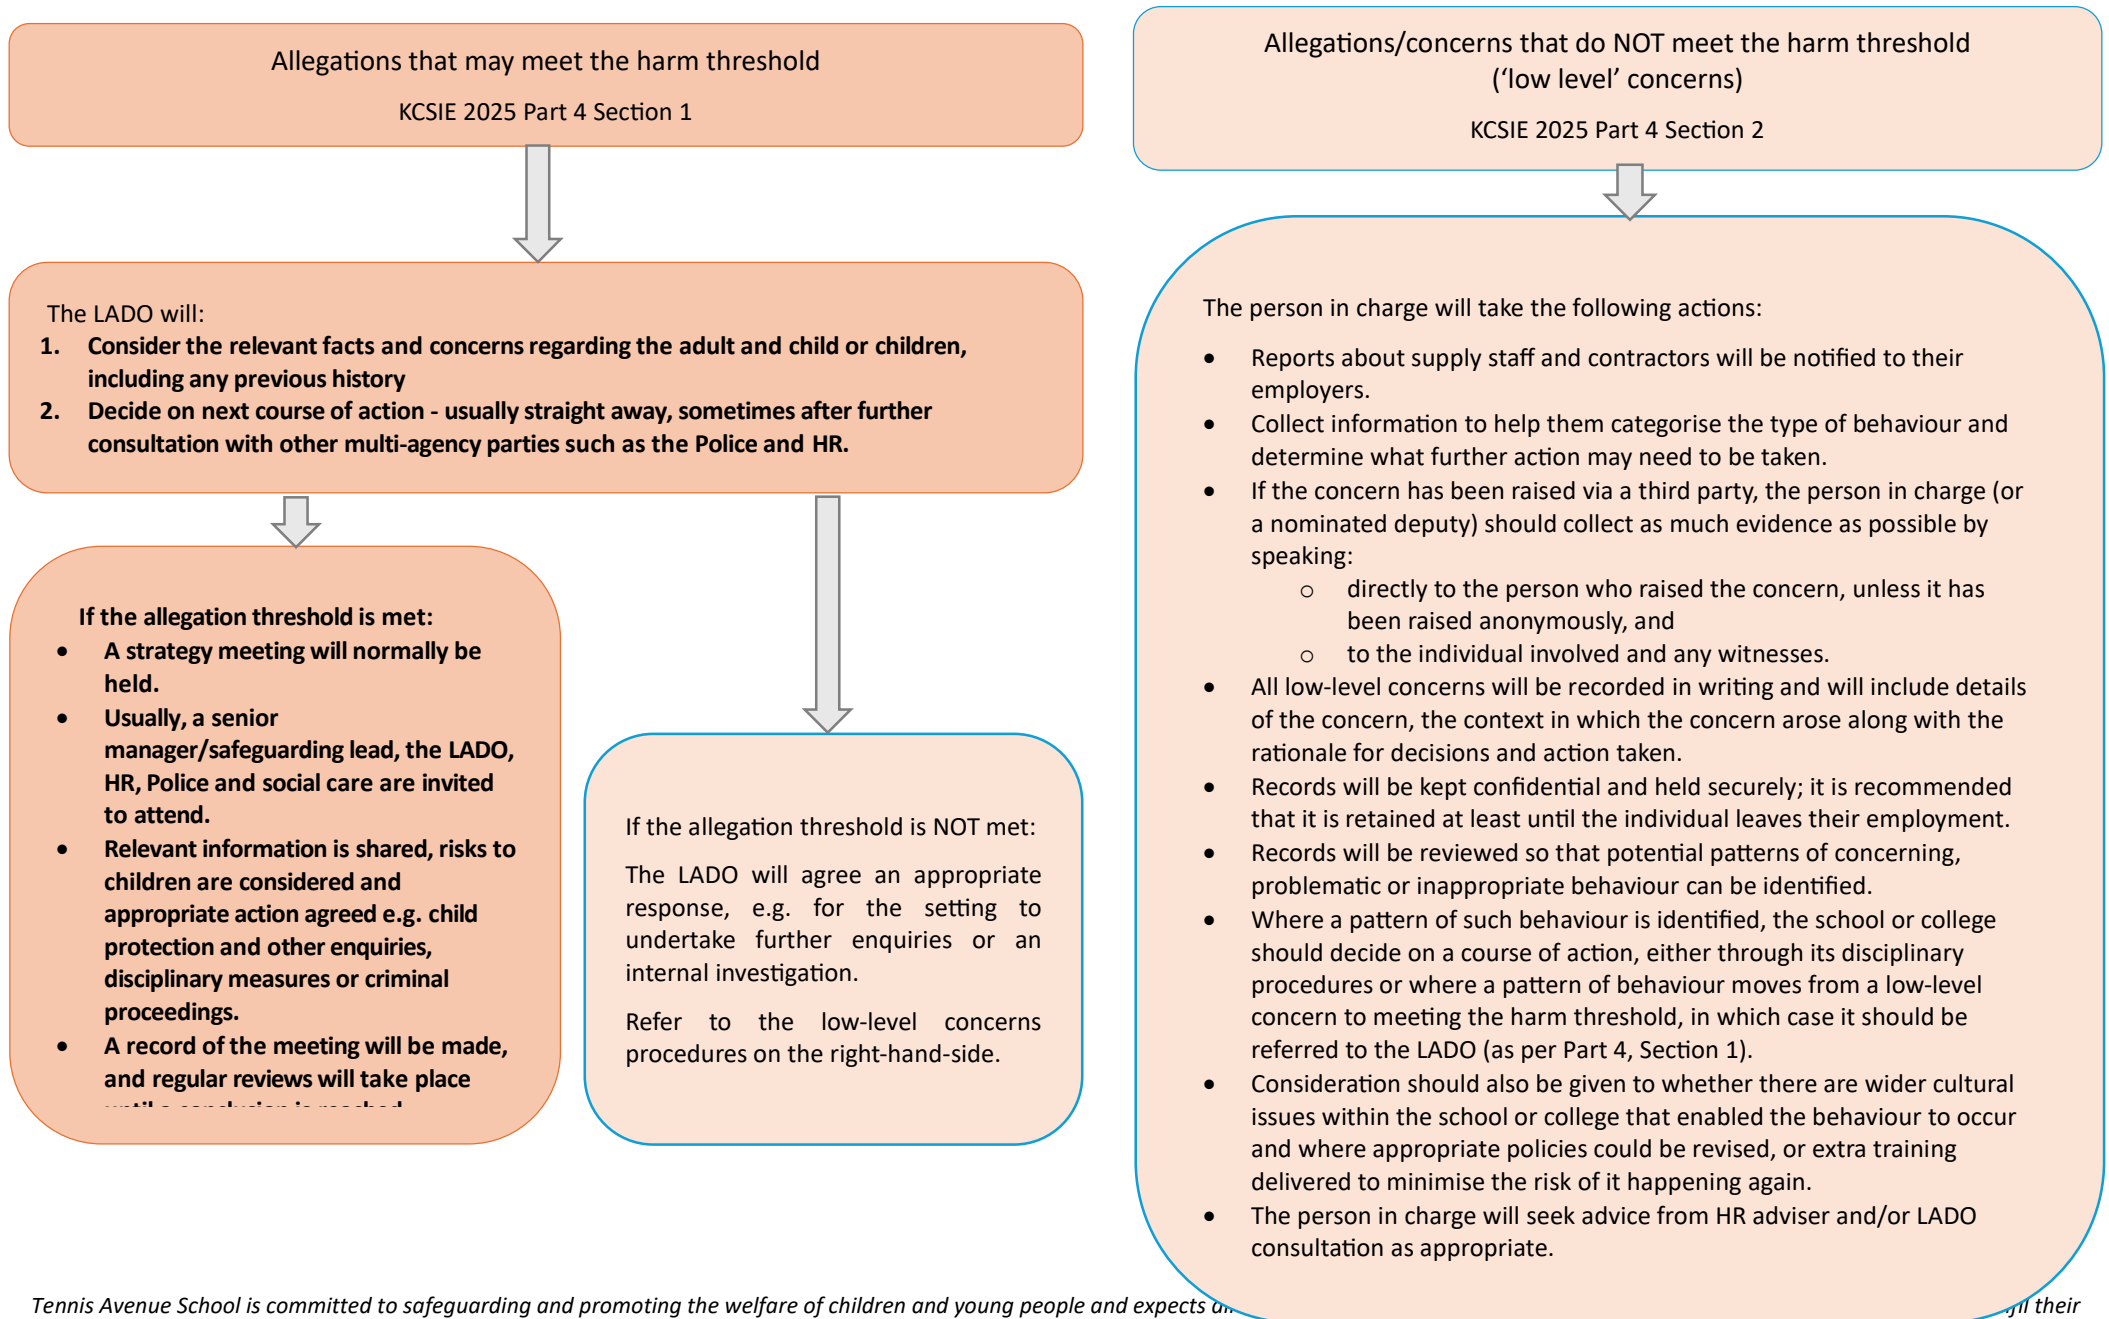 Allegations that may meet the harm threshold
KCSIE 2025 Part 4 Section 1
The LADO will:
1. Consider the relevant facts and concerns regarding the adult and child or children,
including any previous history
2. Decide on next course of action - usually straight away, sometimes after further
consultation with other multi-agency parties such as the Police and HR.
If the allegation threshold is met:
• A strategy meeting will normally be
held.
• Usually, a senior
manager/safeguarding lead, the LADO,
HR, Police and social care are invited
to attend.
• Relevant information is shared, risks to
children are considered and
appropriate action agreed e.g. child
protection and other enquiries,
disciplinary measures or criminal
proceedings.
• A record of the meeting will be made,
and regular reviews will take place
until a conclusion is reached
If the allegation threshold is NOT met:
The LADO will agree an appropriate
response, e.g. for the setting to
undertake further enquiries or an
internal investigation.
Refer to the low-level concerns
procedures on the right-hand-side.
Allegations/concerns that do NOT meet the harm threshold
(‘low level’ concerns)
KCSIE 2025 Part 4 Section 2
The person in charge will take the following actions:
• Reports about supply staff and contractors will be notified to their
employers.
• Collect information to help them categorise the type of behaviour and
determine what further action may need to be taken.
• If the concern has been raised via a third party, the person in charge (or
a nominated deputy) should collect as much evidence as possible by
speaking:
o directly to the person who raised the concern, unless it has
been raised anonymously, and
o to the individual involved and any witnesses.
• All low-level concerns will be recorded in writing and will include details
of the concern, the context in which the concern arose along with the
rationale for decisions and action taken.
• Records will be kept confidential and held securely; it is recommended
that it is retained at least until the individual leaves their employment.
• Records will be reviewed so that potential patterns of concerning,
problematic or inappropriate behaviour can be identified.
• Where a pattern of such behaviour is identified, the school or college
should decide on a course of action, either through its disciplinary
procedures or where a pattern of behaviour moves from a low-level
concern to meeting the harm threshold, in which case it should be
referred to the LADO (as per Part 4, Section 1).
• Consideration should also be given to whether there are wider cultural
issues within the school or college that enabled the behaviour to occur
and where appropriate policies could be revised, or extra training
delivered to minimise the risk of it happening again.
• The person in charge will seek advice from HR adviser and/or LADO
consultation as appropriate.
Tennis Avenue School is committed to safeguarding and promoting the welfare of children and young people and expects their